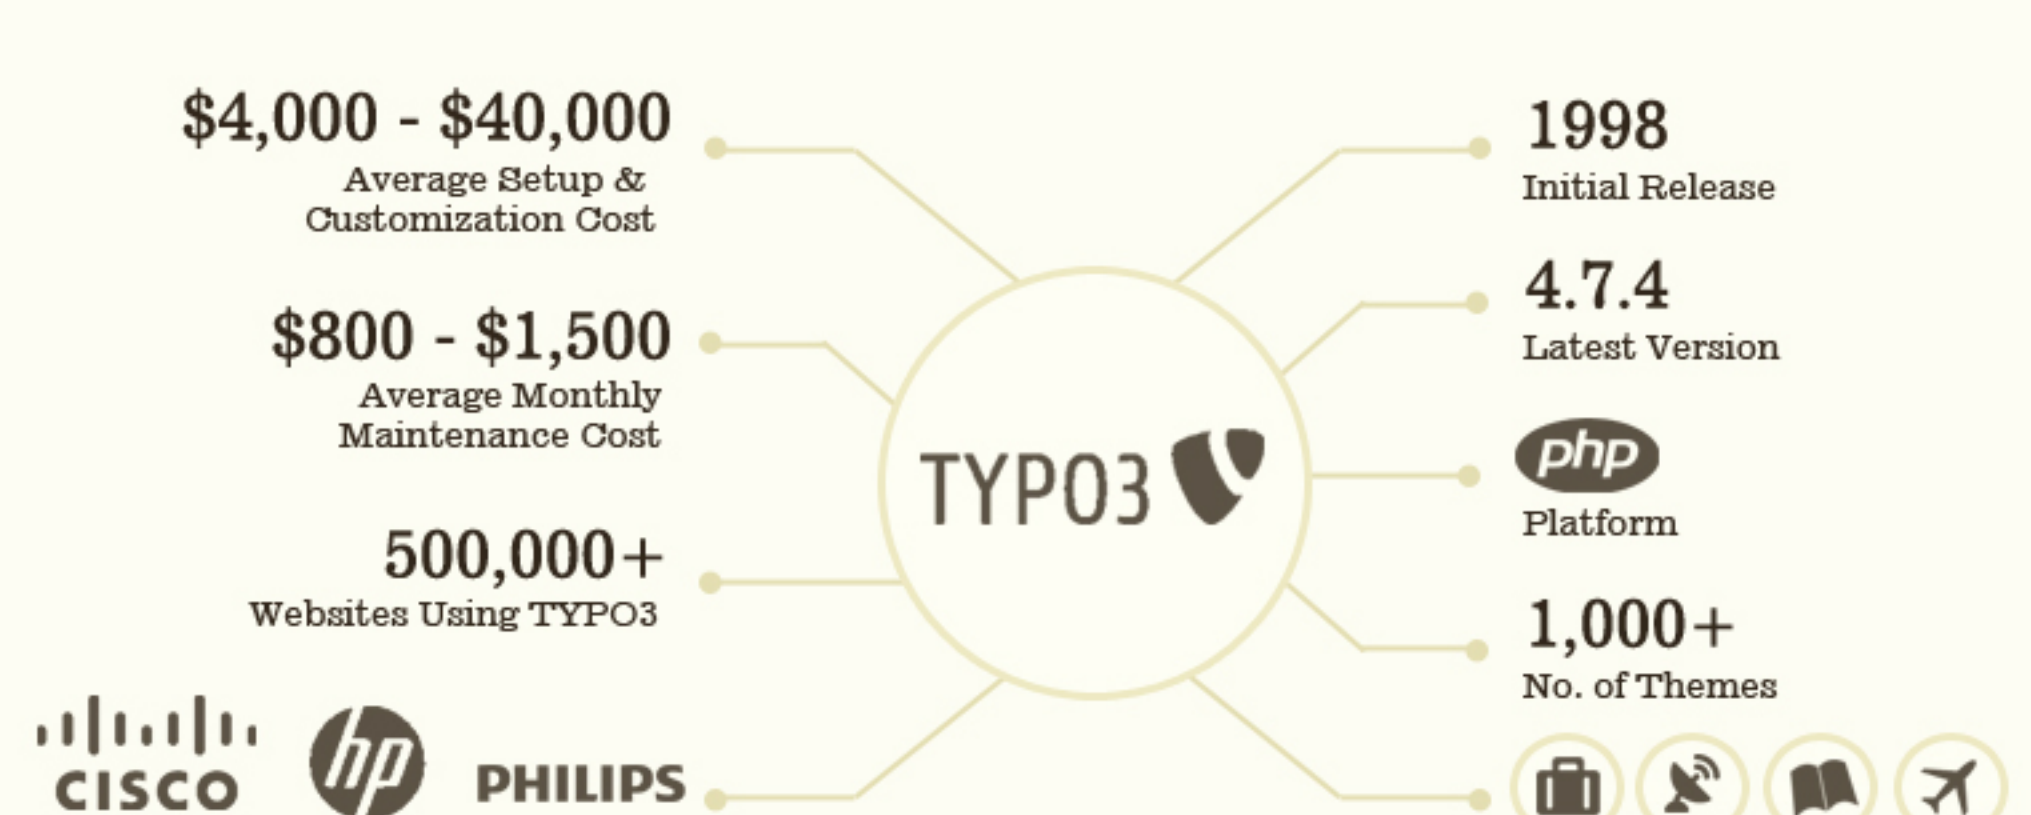 $4,000 - $40,000
Average Setup &
Customization Cost
$800 - $1,500
Average Monthly
Maintenance Cost
500,000+
Websites Using TYPO3
CISCO
hp
PHILIPS
TYPO3
1998
Initial Release
4.7.4
Latest Version
php
Platform
1,000+
No. of Themes